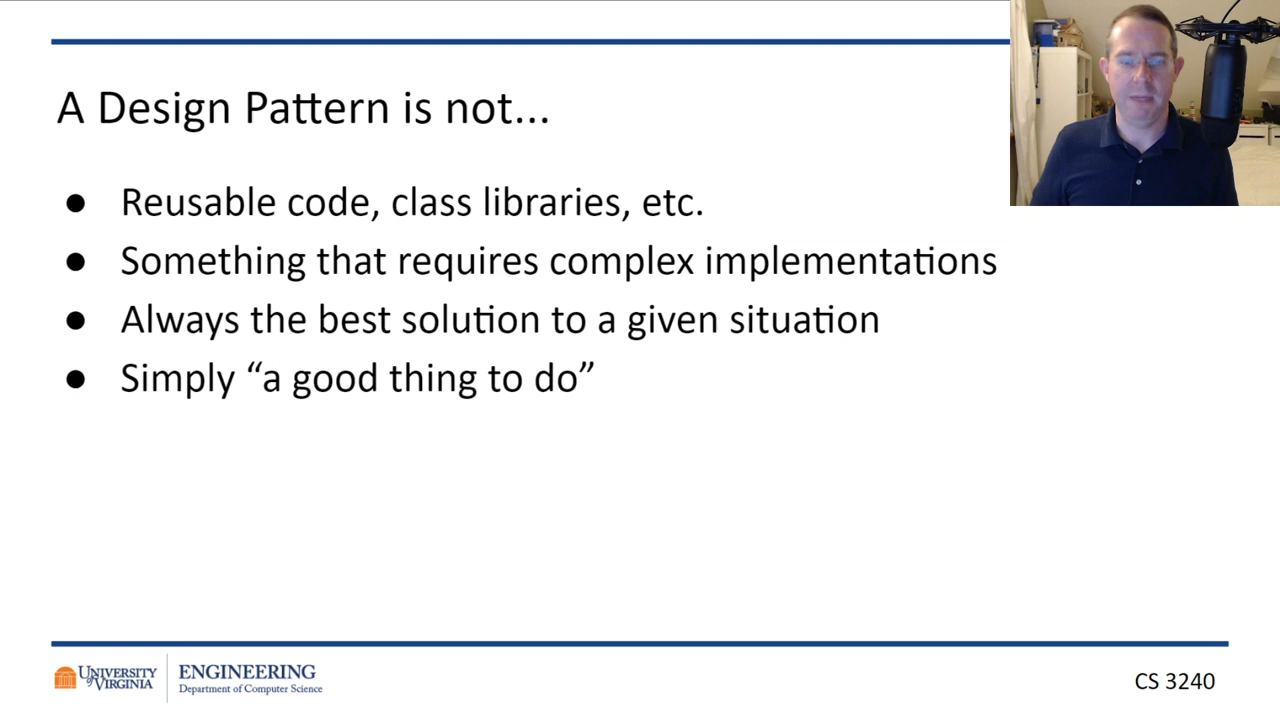 A Design Pattern is not...
● Reusable code, class libraries, etc.
● Something that requires complex implementations
● Always the best solution to a given situation
● Simply “a good thing to do”
UNIVERSITY of VIRGINIA
ENGINEERING
Department of Computer Science
CS 3240